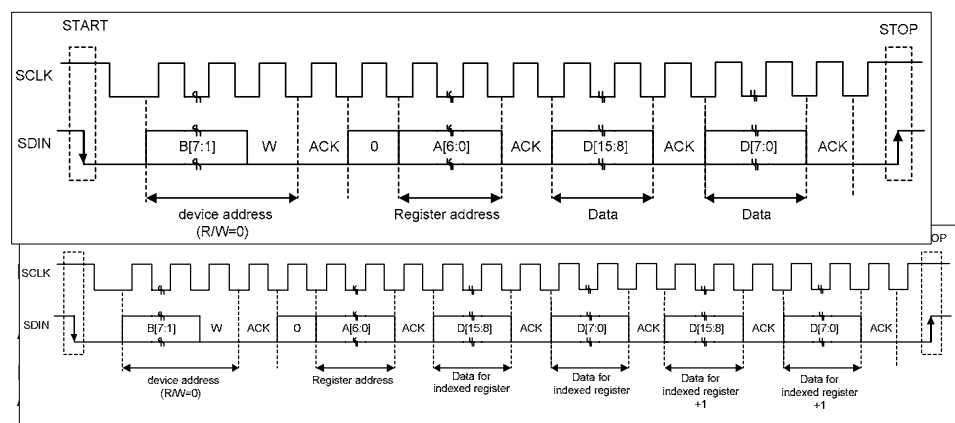 START STOP
SCLK
SDIN
B[7:1] W ACK 0 A[6:0] ACK D[15:8] ACK D[7:0] ACK
device address Register address Data Data
(R/W=0)
OP
SCLK
SDIN
B[7:1] W ACK 0 A[6:0] ACK D[15:8] ACK D[7:0] ACK D[15:8] ACK D[7:0] ACK
device address
(R/W=0)
Register address
Data for
indexed register
Data for
indexed register
Data for
indexed register
+1
Data for
indexed register
+1